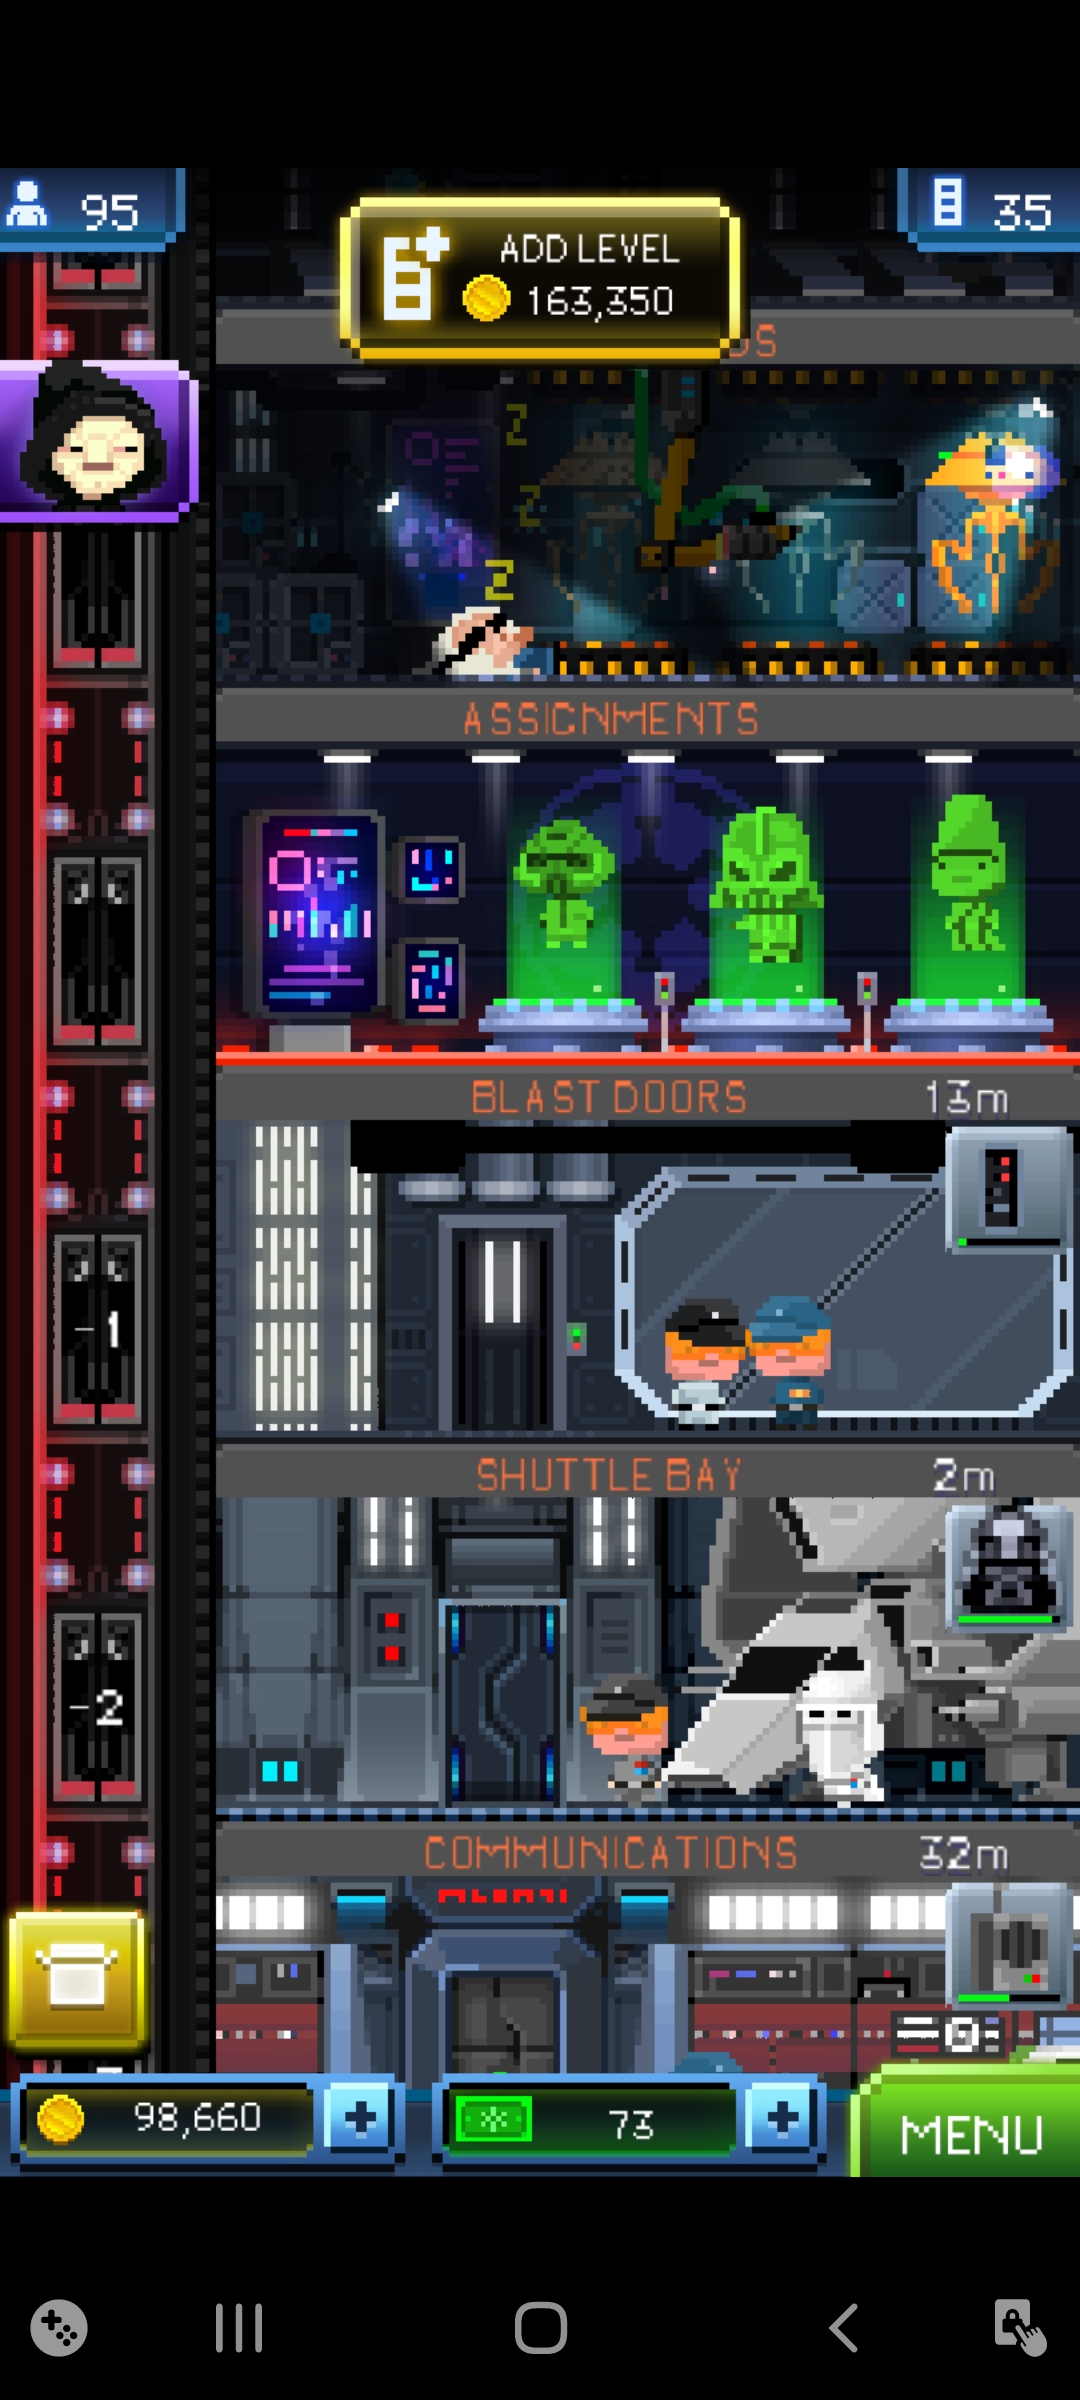 95
ADD LEVEL
163,350
35
DS
Z
Z
Z
ASSIGNMENTS
BLAST DOORS 13m
-1
SHUTTLE BAY 2m
-2
COMMUNICATIONS 32m
98,660
73
MENU